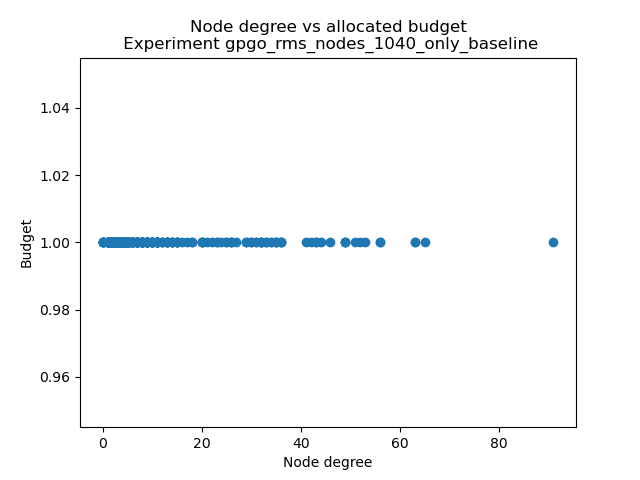 Node degree vs allocated budget
Experiment gpgo_rms_nodes_1040_only_baseline
1.04
1.02
1.00
0.98
0.96
Budget
0
20
40
60
80
Node degree